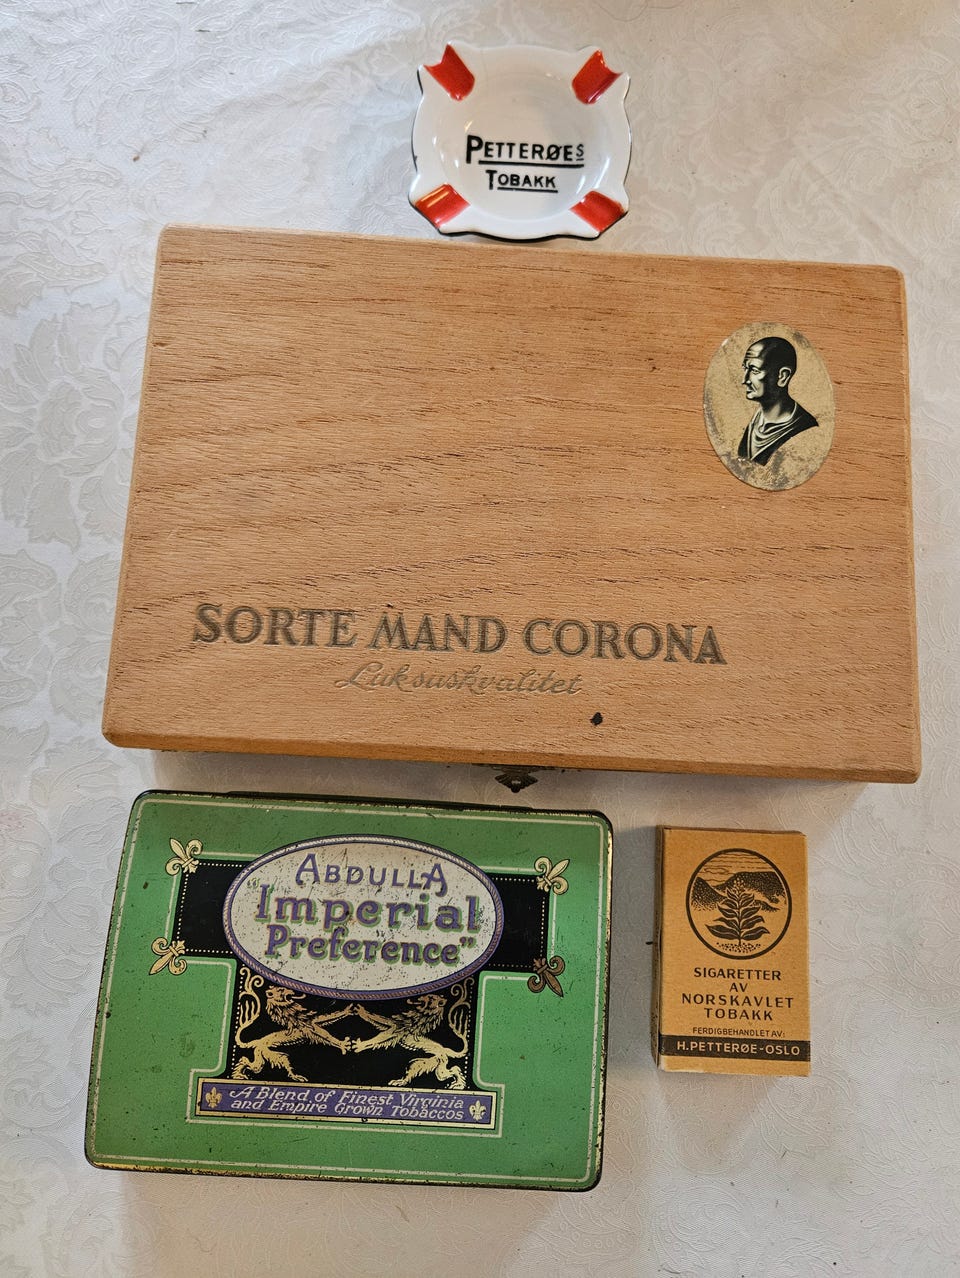 PETTERØES
TOBAKK
SORTE MAND CORONA
Luksuskvalitet
ABDULLA
"Imperial
Preference"
A Blend of Finest Virginia
and Empire Grown Tobaccos
SIGARETTER
AV
NORSKAVLET
TOBAKK
FERDIGBEHANDLET AV:
H. PETTERØE-OSLO